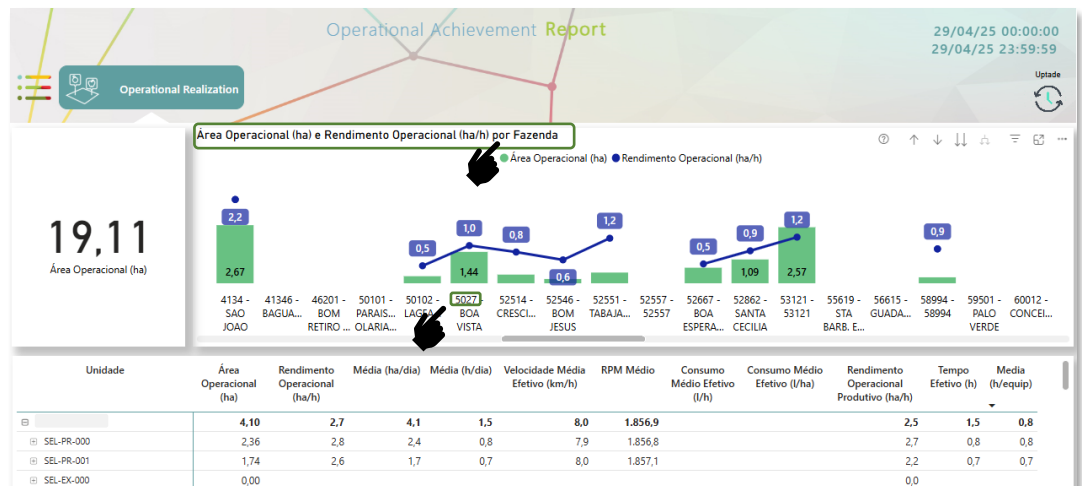 Operational Achievement Report
29/04/25 00:00:00
29/04/25 23:59:59
Uptade
Operational Realization
Área Operacional (ha) e Rendimento Operacional (ha/h) por Fazenda
Área Operacional (ha) Rendimento Operacional (ha/h)
19,11
Área Operacional (ha)
2,2 0,5 1,0 0,8 0,6 1,2 0,5 0,9 1,2 0,9
2,67 1,44 1,09 2,57
4134 - 41346 - 46201 - 50101 - 50102 - 5027 - 52514 - 52546 - 52551 - 52557 - 52667 - 52862 - 53121 - 55619 - 56615 - 58994 - 59501 - 60012 -
SAO BAGUA... BOM PARAIS... LAGEA... BOA CRESCI... BOM TABAJA... 52557 BOA SANTA 53121 STA GUADA... 58994 PALO CONCEI...
JOAO RETIRO ... OLARIA... VISTA JESUS ESPERA... CECILIA BARB. E... VERDE
Unidade Área Rendimento Média (ha/dia) Média (h/dia) Velocidade Média RPM Médio Consumo Consumo Médio Rendimento Tempo Media
Operacional Operacional Efetivo (km/h) Médio Efetivo Efetivo (l/ha) Operacional Efetivo (h) (h/equip)
(ha) (ha/h) (l/h) Produtivo (ha/h)
4,10 2,7 4,1 1,5 8,0 1.856,9 2,5 1,5 0,8
SEL-PR-000 2,36 2,8 2,4 0,8 7,9 1.856,8 2,7 0,8 0,8
SEL-PR-001 1,74 2,6 1,7 0,7 8,0 1.857,1 2,2 0,7 0,7
SEL-EX-000 0,00 0,0